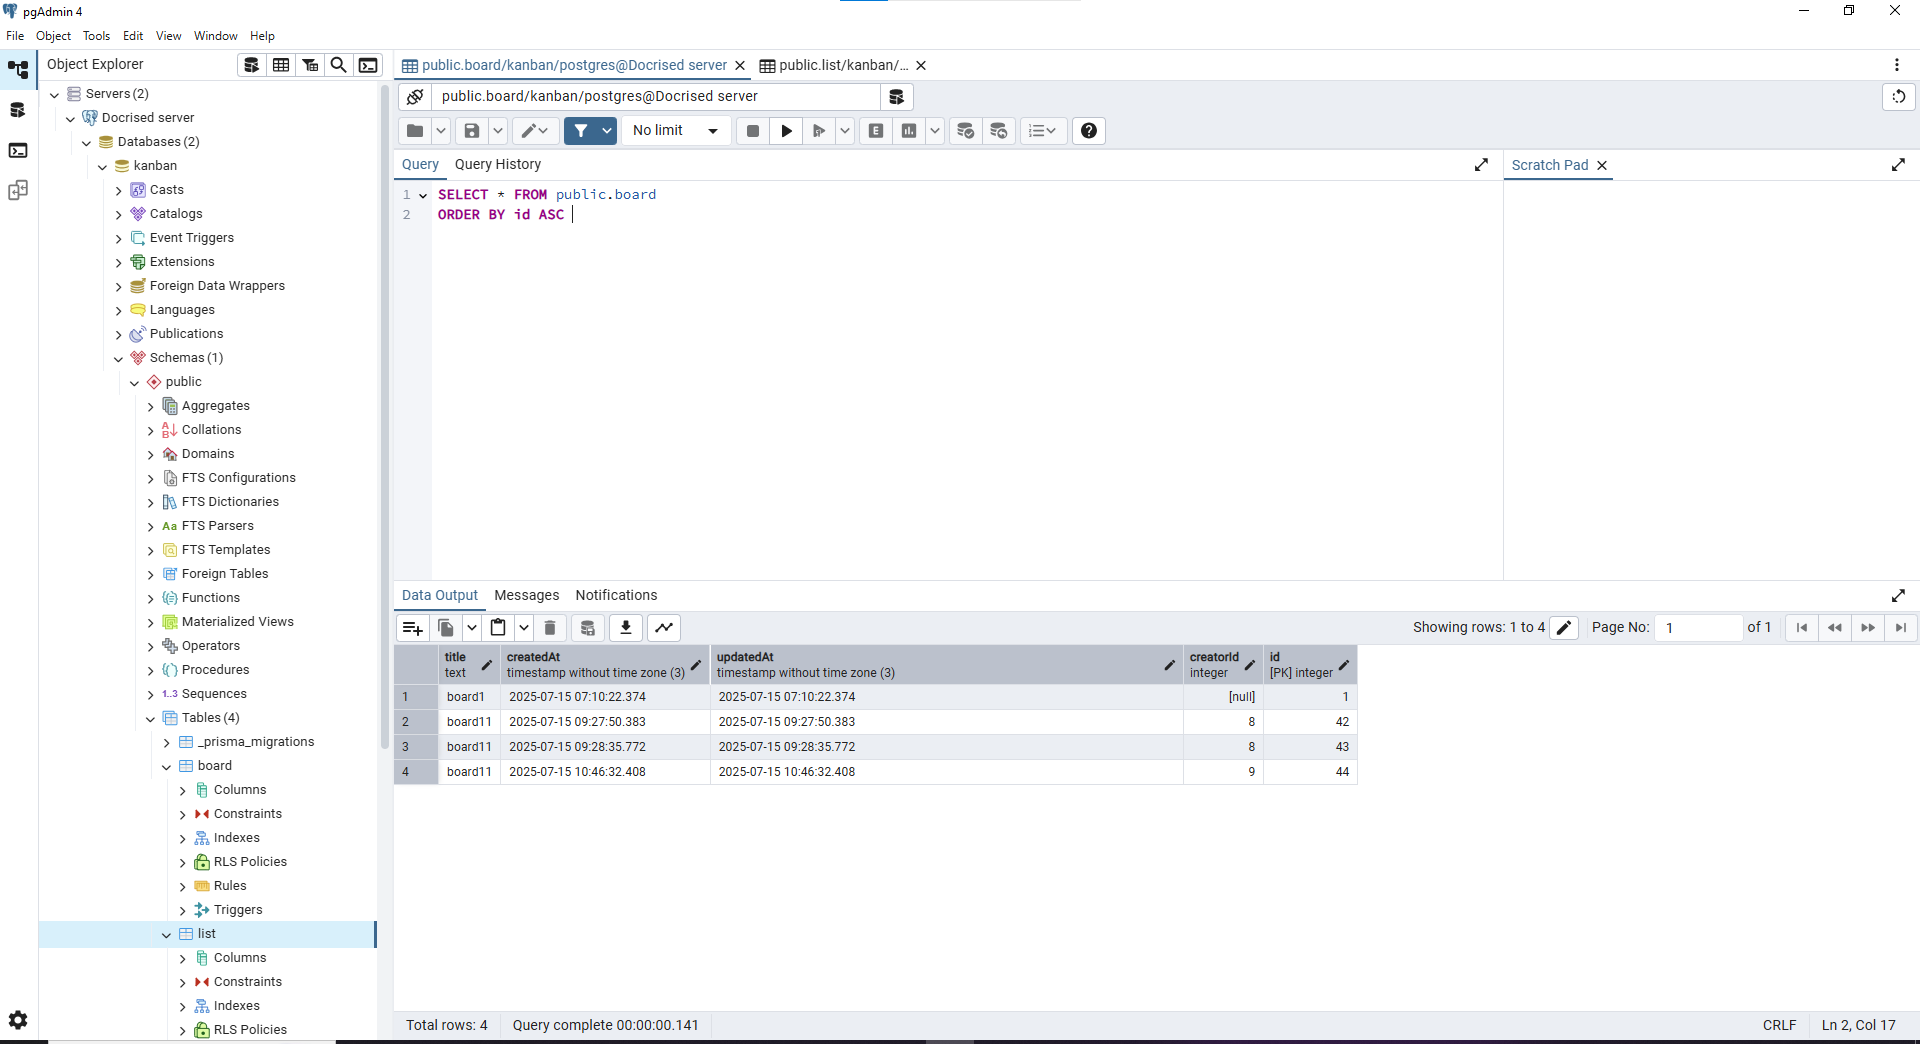 pgAdmin 4
File Object Tools Edit View Window Help
Object Explorer
Servers (2)
Docrised server
Databases (2)
kanban
Casts
Catalogs
Event Triggers
Extensions
Foreign Data Wrappers
Languages
Publications
Schemas (1)
public
Aggregates
Collations
Domains
FTS Configurations
FTS Dictionaries
Aa FTS Parsers
FTS Templates
Foreign Tables
Functions
Materialized Views
Operators
Procedures
1..3 Sequences
Tables (4)
_prisma_migrations
board
Columns
Constraints
Indexes
RLS Policies
Rules
Triggers
list
Columns
Constraints
Indexes
RLS Policies
public.board/kanban/postgres@Docrised server
public.list/kanban/...
public.board/kanban/postgres@Docrised server
No limit
E
Query Query History
Scratch Pad
1 SELECT * FROM public.board
2 ORDER BY id ASC
Data Output Messages Notifications
Showing rows: 1 to 4 Page No: 1 of 1
title createdAt updatedAt creatorId id
text timestamp without time zone (3) timestamp without time zone (3) integer [PK] integer
1 board1 2025-07-15 07:10:22.374 2025-07-15 07:10:22.374 [null] 1
2 board11 2025-07-15 09:27:50.383 2025-07-15 09:27:50.383 8 42
3 board11 2025-07-15 09:28:35.772 2025-07-15 09:28:35.772 8 43
4 board11 2025-07-15 10:46:32.408 2025-07-15 10:46:32.408 9 44
Total rows: 4 Query complete 00:00:00.141 CRLF Ln 2, Col 17